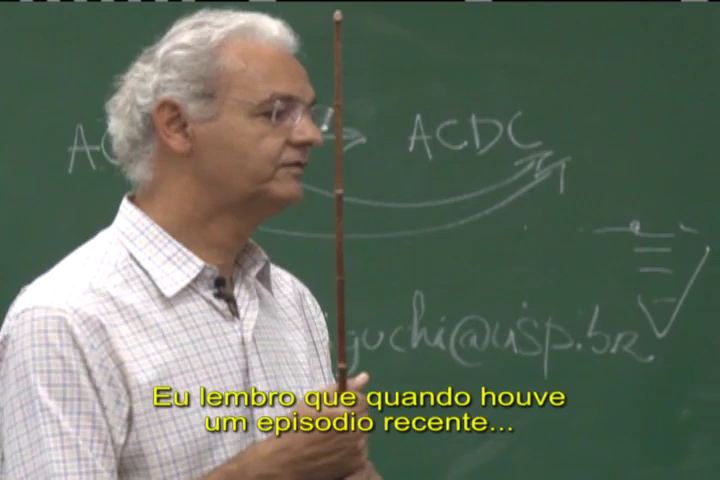 AC
ACDC
guchi@usp.br
Eu lembro que quando houve
um episodio recente...